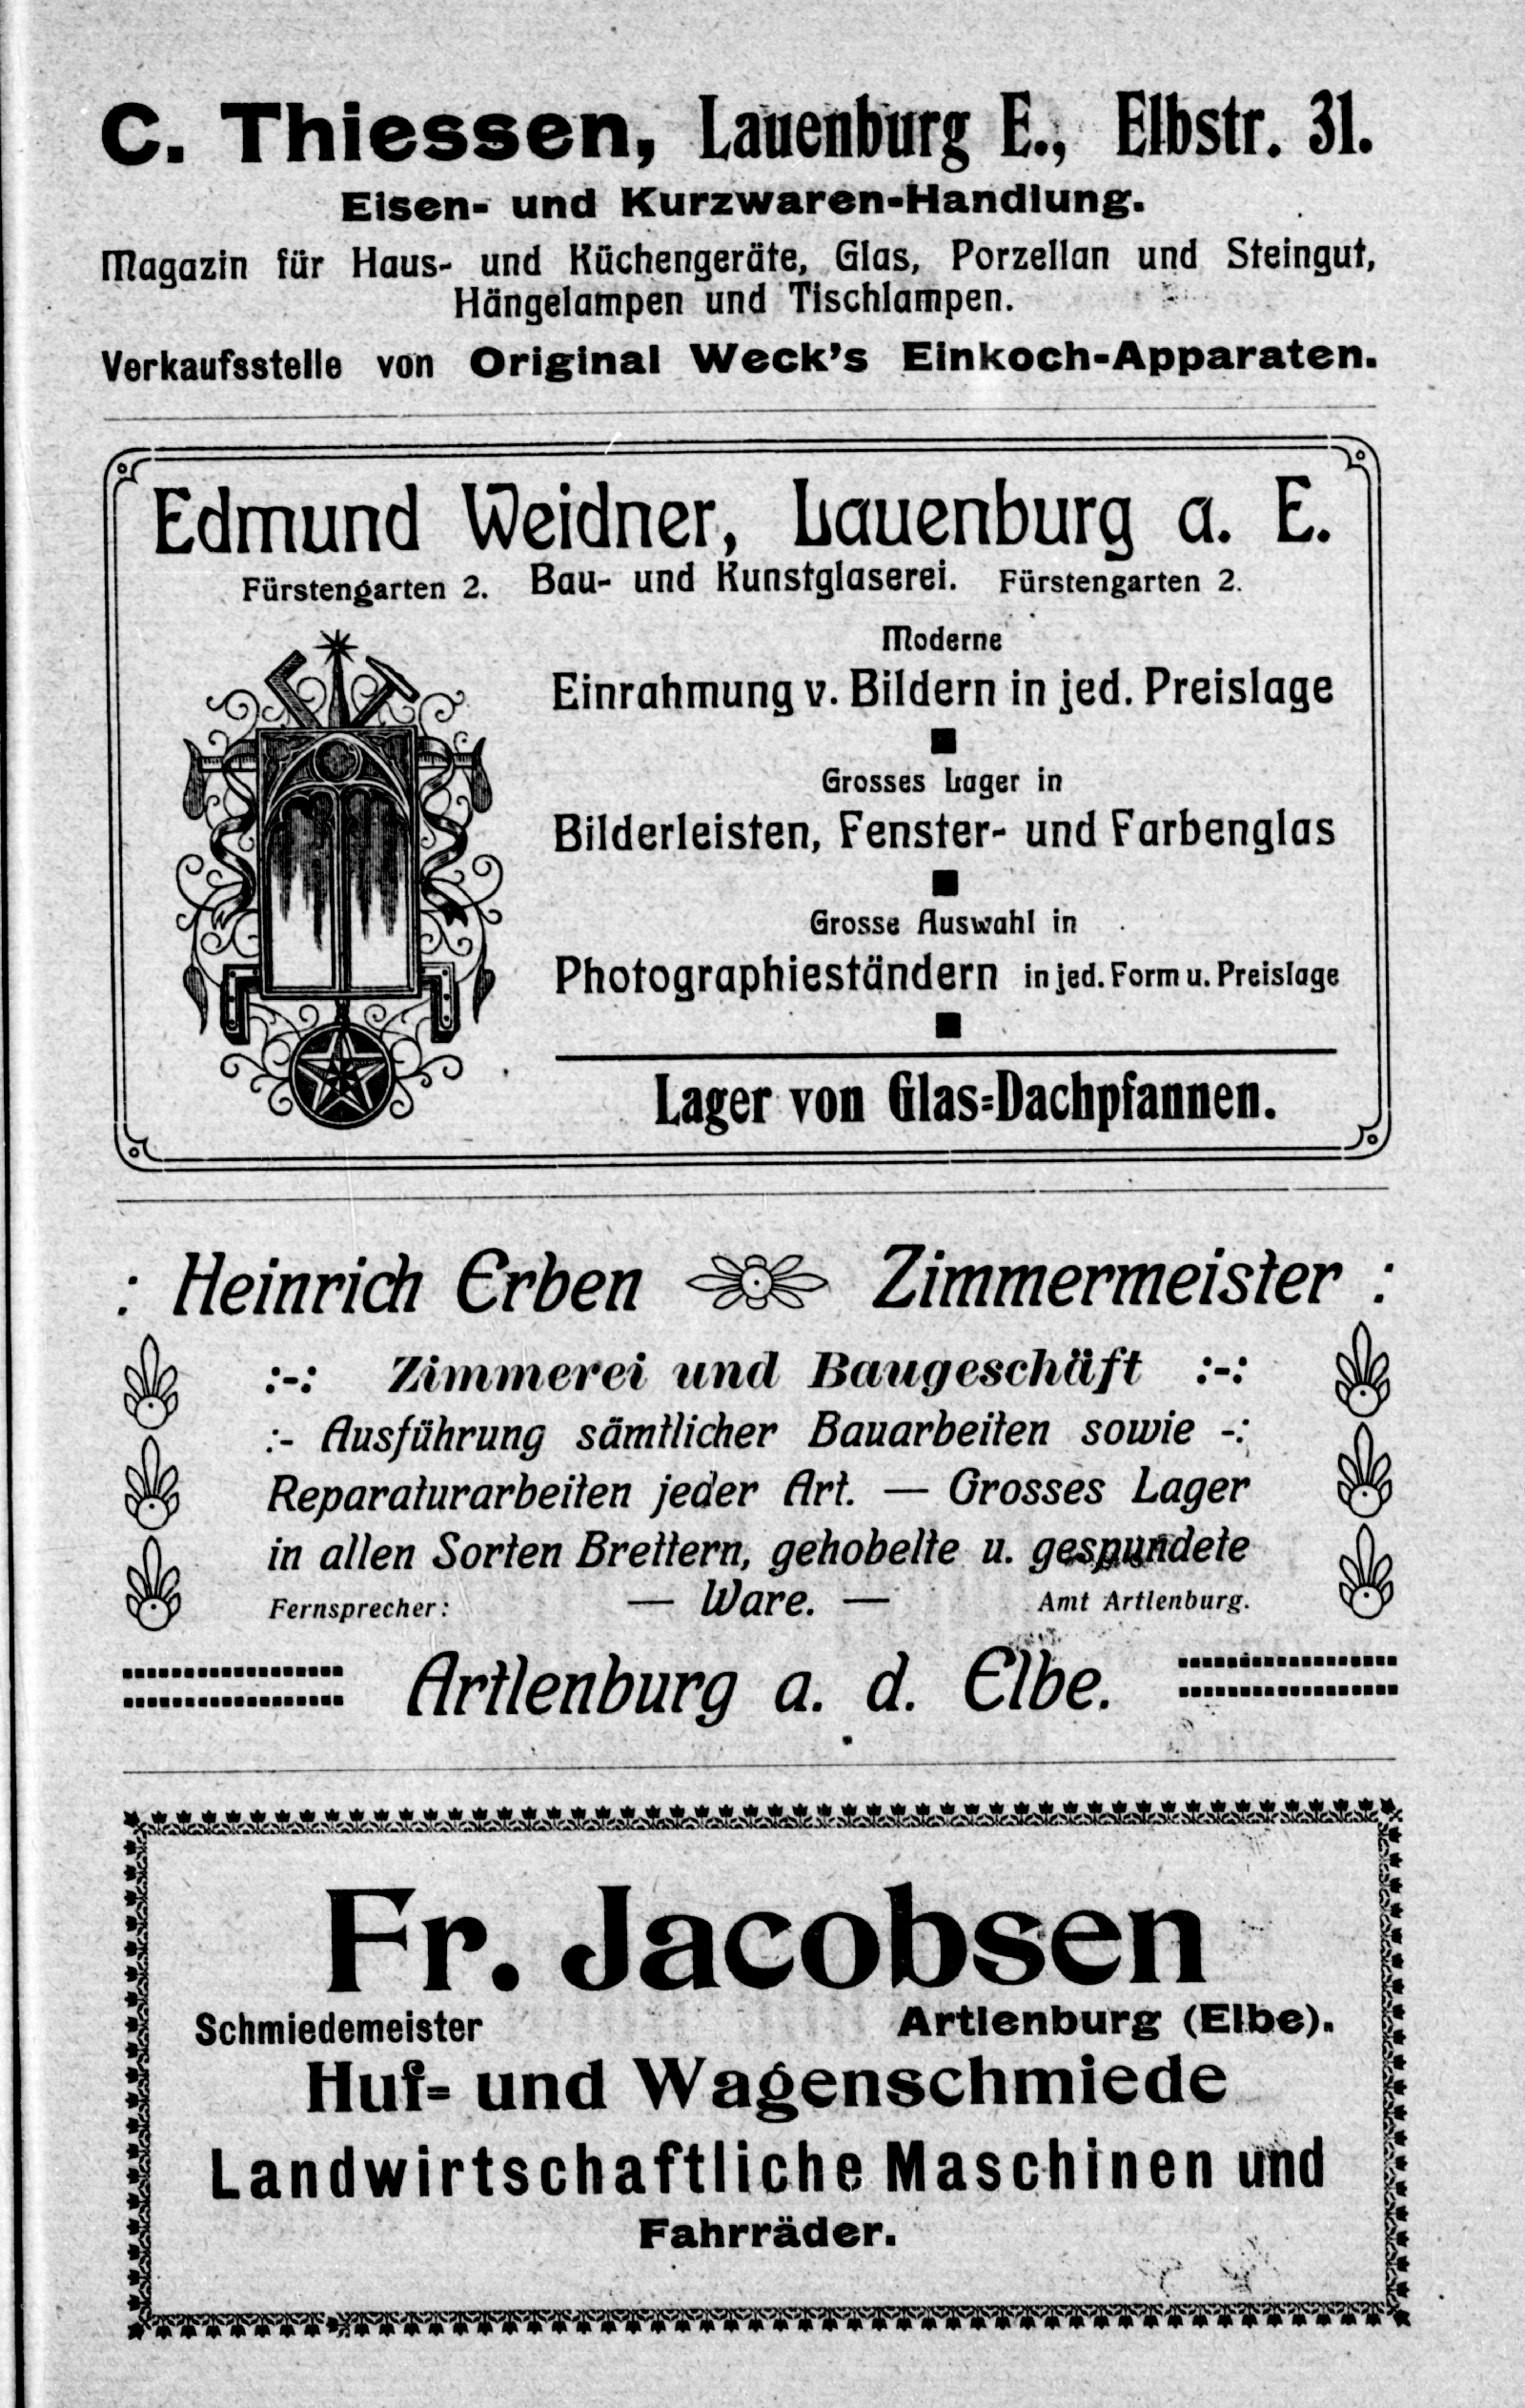 C. Thiessen, Lauenburg E., Elbstr. 31.
Eisen- und Kurzwaren-Handlung.
Magazin für Haus- und Küchengeräte, Glas, Porzellan und Steingut,
Hängelampen und Tischlampen.
Verkaufsstelle von Original Weck's Einkoch-Apparaten.
Edmund Weidner, Lauenburg a. E.
Fürstengarten 2. Bau- und Kunstglaserei. Fürstengarten 2.
Moderne
Einrahmung v. Bildern in jed. Preislage
Grosses Lager in
Bilderleisten, Fenster- und Farbenglas
Grosse Auswahl in
Photographieständern in jed. Form u. Preislage
Lager von Glas=Dachpfannen.
: Heinrich Erben Zimmermeister :
:-: Zimmerei und Baugeschäft :-:
:- Ausführung sämtlicher Bauarbeiten sowie -:
Reparaturarbeiten jeder Art. — Grosses Lager
in allen Sorten Brettern, gehobelte u. gespundete
Fernsprecher: — Ware. — Amt Artlenburg.
Artlenburg a. d. Elbe.
Fr. Jacobsen
Schmiedemeister Artlenburg (Elbe).
Huf= und Wagenschmiede
Landwirtschaftliche Maschinen und
Fahrräder.